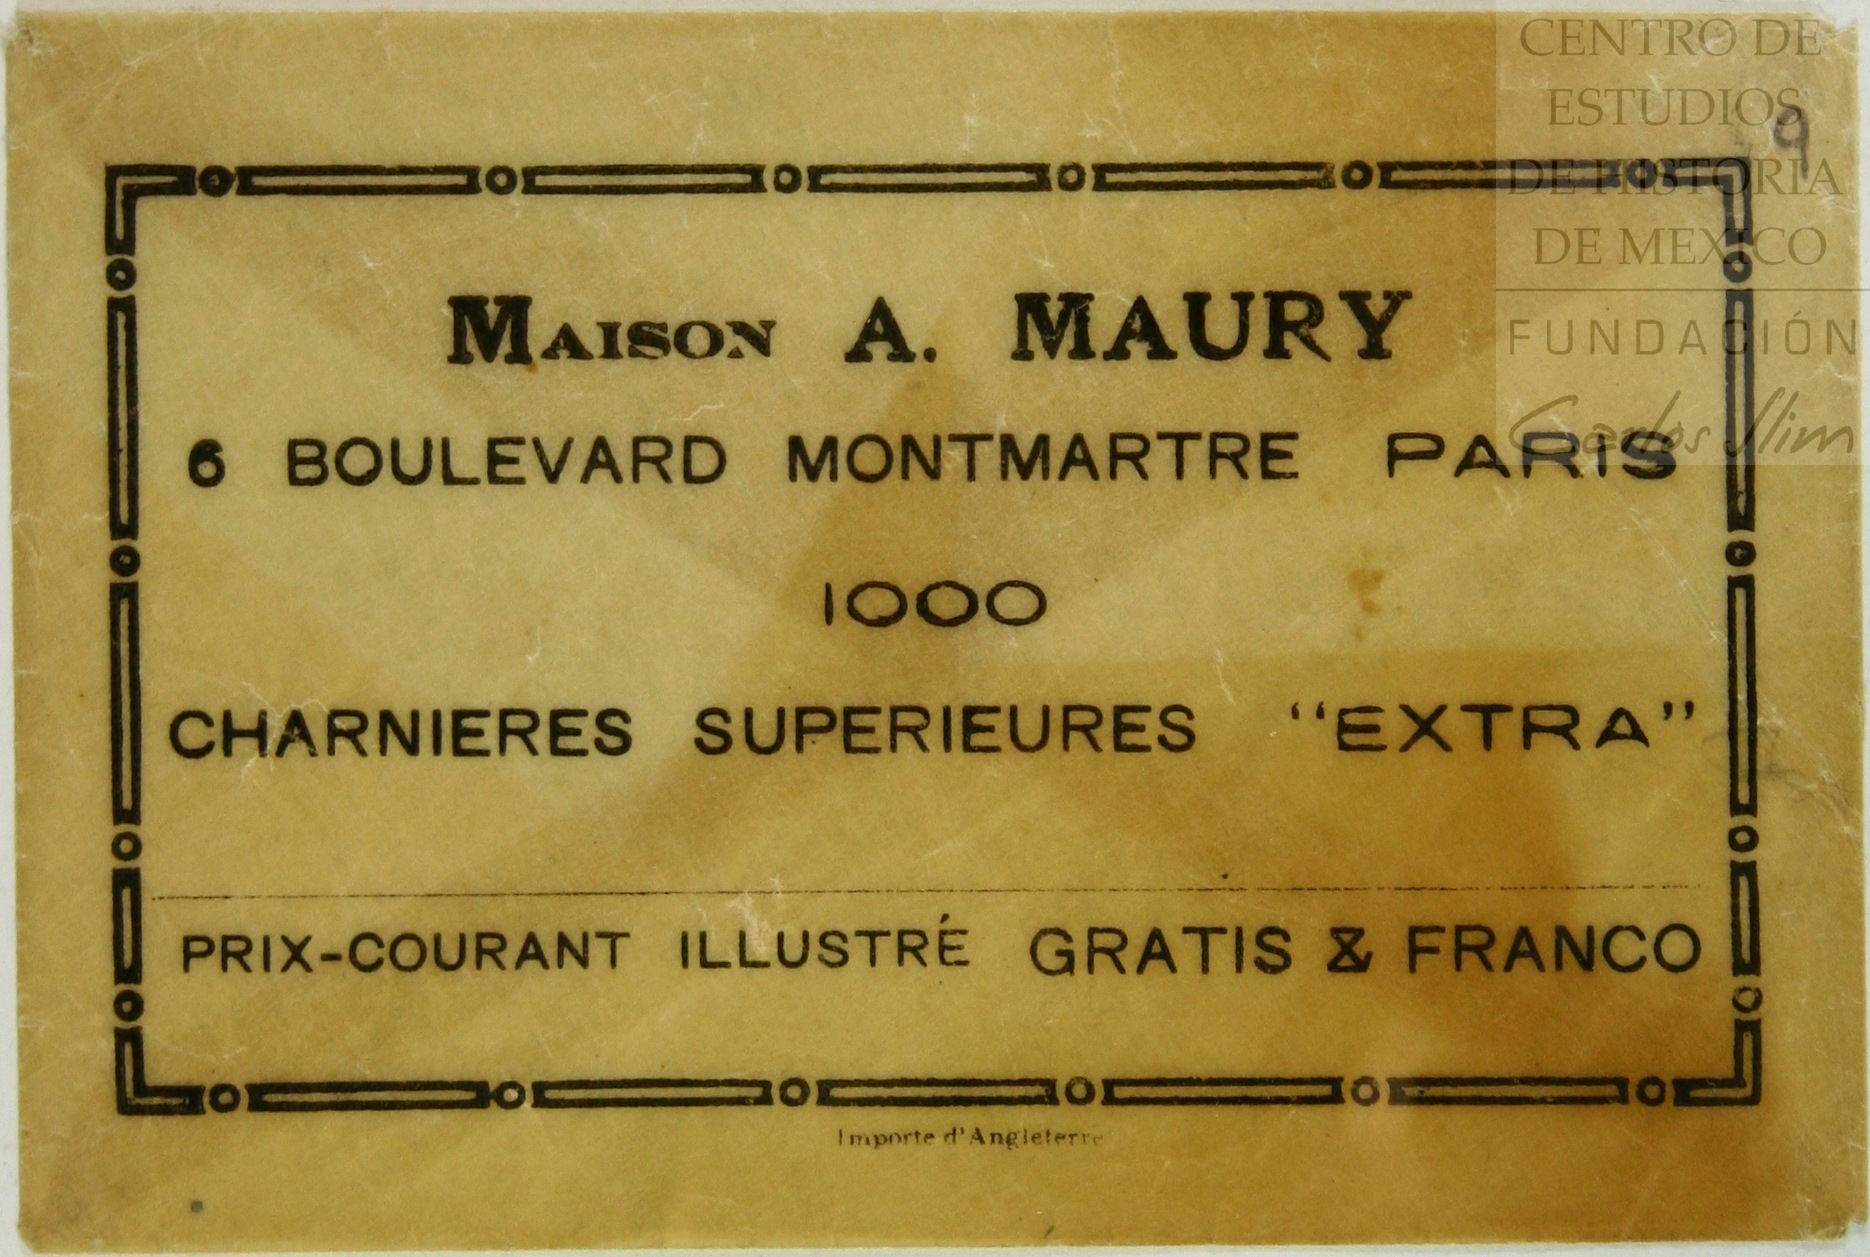 CENTRO DE
ESTUDIOS
DE HISTORIA
DE MEXICO
FUNDACIÓN
Carlos Slim
9
MAISON A. MAURY
6 BOULEVARD MONTMARTRE PARIS
1000
CHARNIERES SUPERIEURES "EXTRA"
PRIX-COURANT ILLUSTRÉ GRATIS & FRANCO
Importe d'Angleterre